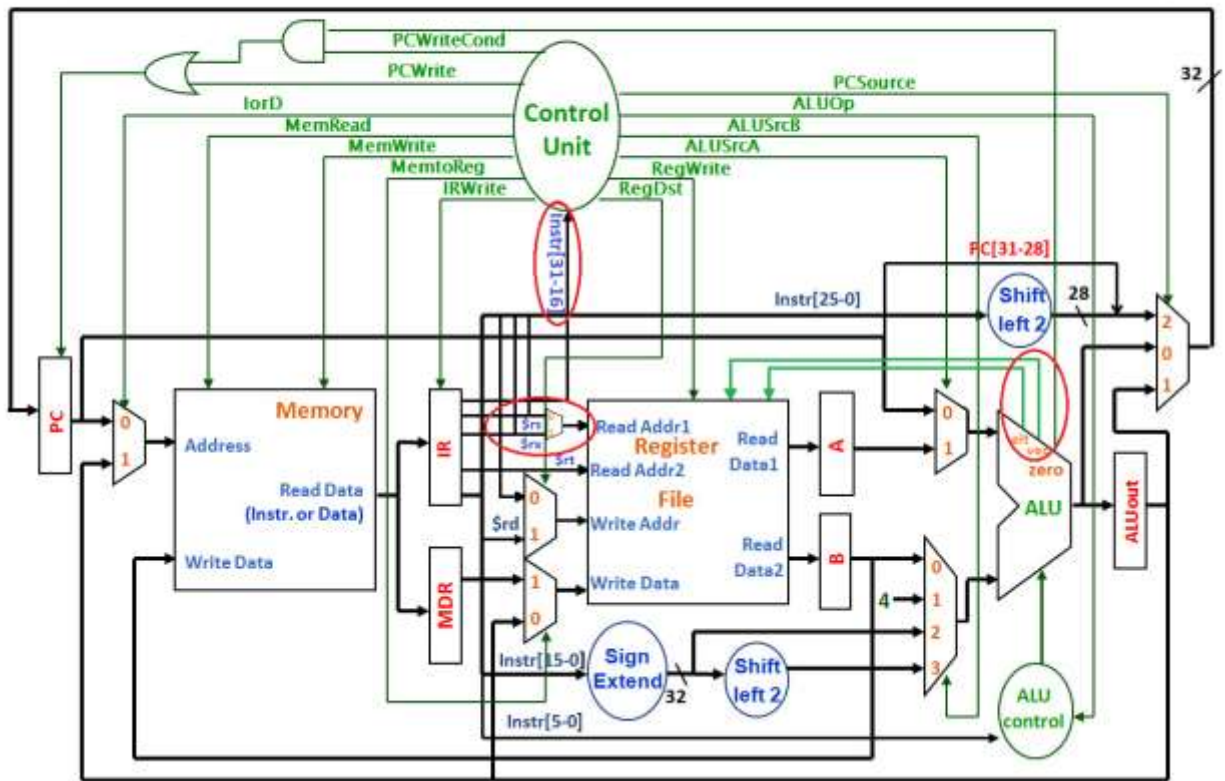 PCWriteCond
PCWrite
PCSource
32
IorD
Control
Unit
ALUOp
MemRead
ALUSrcB
MemWrite
ALUSrcA
MemtoReg
RegWrite
IRWrite
RegDst
Instr[31-16]
PC[31-28]
Instr[25-0]
Shift
left 2
28
2
0
1
PC
0
1
Memory
Address
Read Data
(Instr. or Data)
Write Data
IR
MDR
$rs
$rx
$rt
Read Addr1
Register
Read Addr2
File
Write Addr
Write Data
Read
Data1
Read
Data2
$rd
0
1
1
0
A
B
0
1
zero
ALU
ALUout
0
4
1
2
3
Instr[15-0]
Sign
Extend
32
Shift
left 2
Instr[5-0]
ALU
control